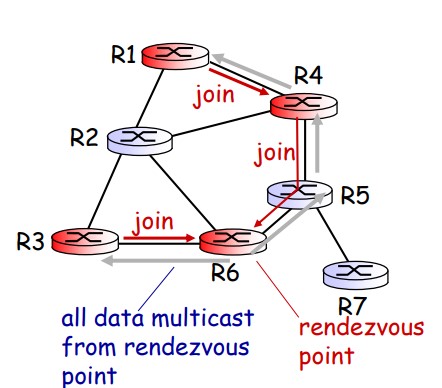 R1
R4
join
R2
join
R5
join
R3
R6
R7
all data multicast
from rendezvous
point
rendezvous
point